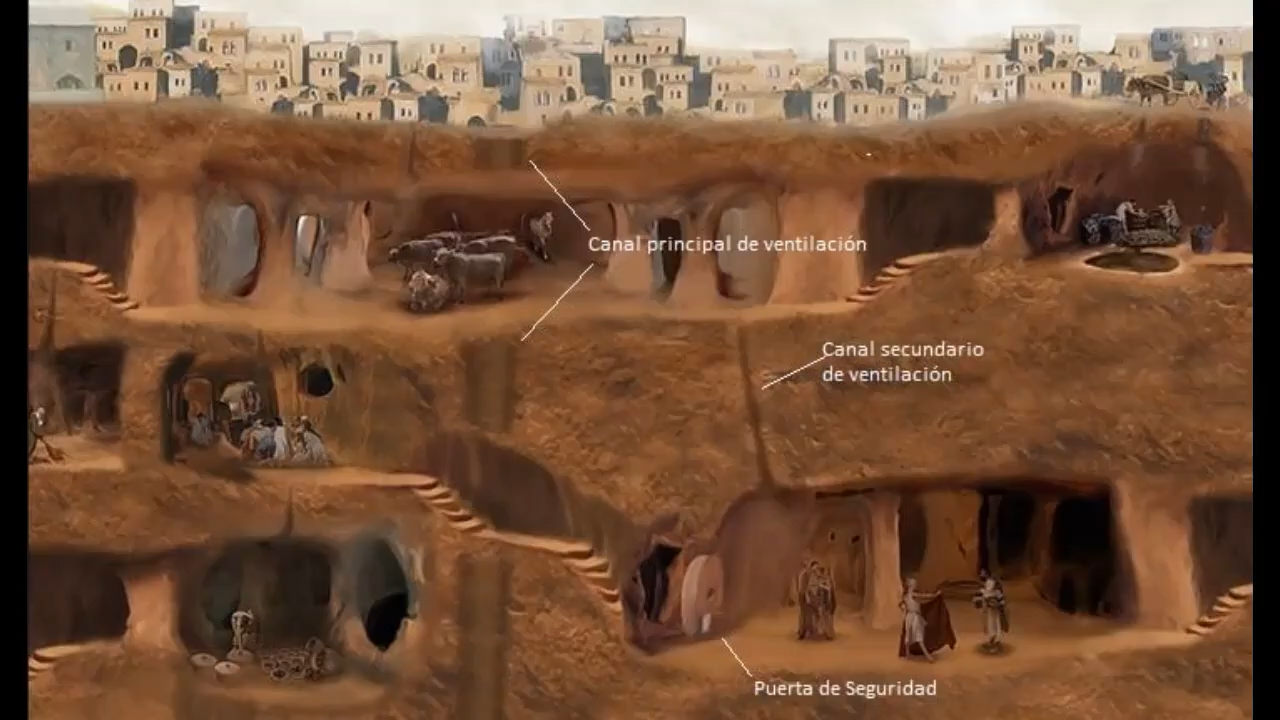 Canal principal de ventilación
Canal secundario
de ventilación
Puerta de Seguridad